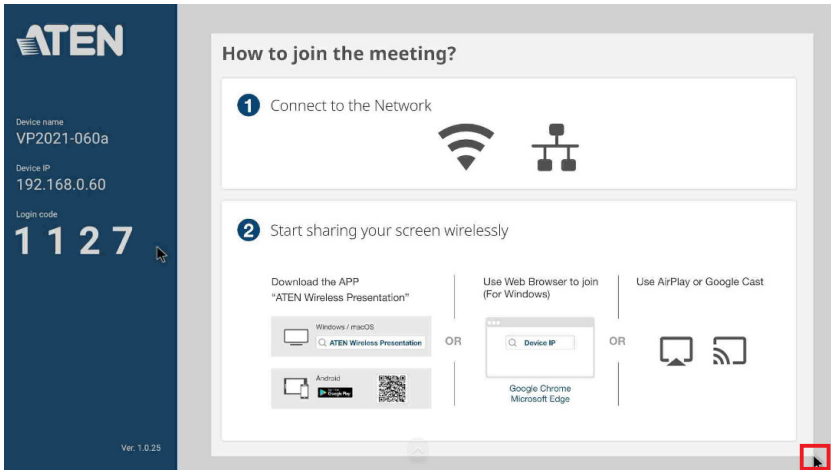 ATEN
Device name
VP2021-060a
Device IP
192.168.0.60
Login code
1 1 2 7
Ver. 1.0.25
How to join the meeting?
1 Connect to the Network
2 Start sharing your screen wirelessly
Download the APP
“ATEN Wireless Presentation”
Windows / macOS
ATEN Wireless Presentation
Android
Google Play
OR
Use Web Browser to join
(For Windows)
Device IP
Google Chrome
Microsoft Edge
OR
Use AirPlay or Google Cast